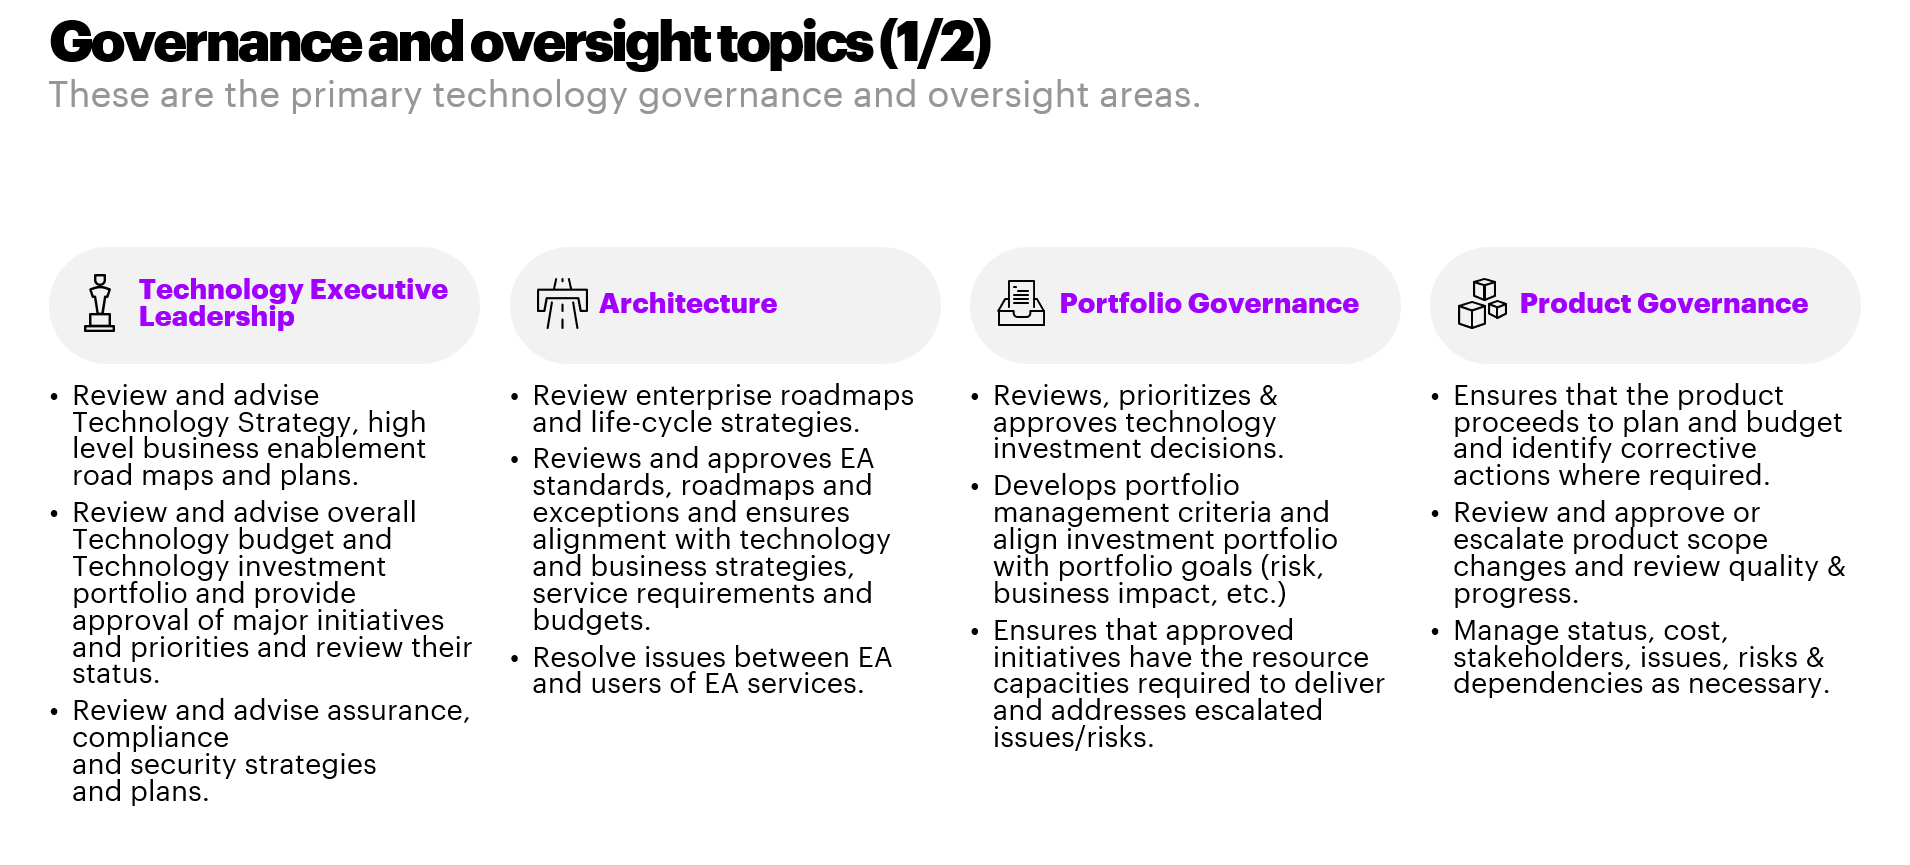 Governance and oversight topics (1/2)
These are the primary technology governance and oversight areas.
Technology Executive
Leadership
• Review and advise
Technology Strategy, high
level business enablement
road maps and plans.
• Review and advise overall
Technology budget and
Technology investment
portfolio and provide
approval of major initiatives
and priorities and review their
status.
• Review and advise assurance,
compliance
and security strategies
and plans.
Architecture
• Review enterprise roadmaps
and life-cycle strategies.
• Reviews and approves EA
standards, roadmaps and
exceptions and ensures
alignment with technology
and business strategies,
service requirements and
budgets.
• Resolve issues between EA
and users of EA services.
Portfolio Governance
• Reviews, prioritizes &
approves technology
investment decisions.
• Develops portfolio
management criteria and
align investment portfolio
with portfolio goals (risk,
business impact, etc.)
• Ensures that approved
initiatives have the resource
capacities required to deliver
and addresses escalated
issues/risks.
Product Governance
• Ensures that the product
proceeds to plan and budget
and identify corrective
actions where required.
• Review and approve or
escalate product scope
changes and review quality &
progress.
• Manage status, cost,
stakeholders, issues, risks &
dependencies as necessary.